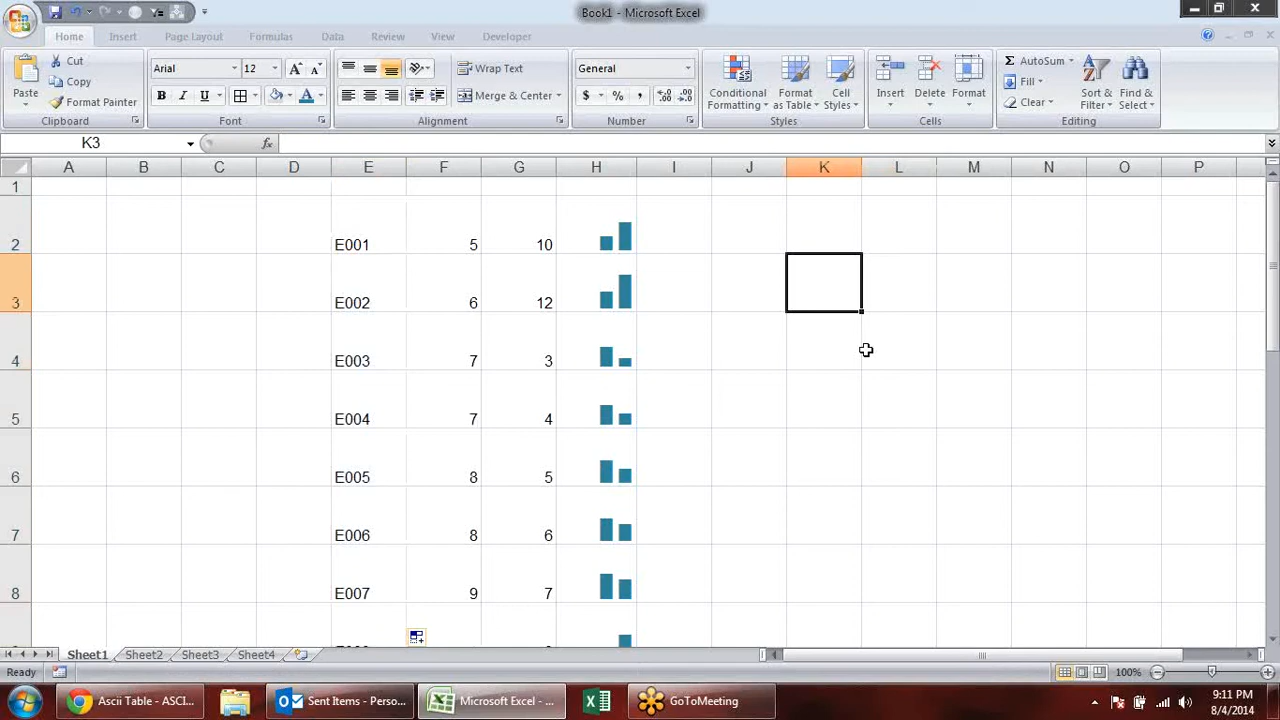 Book1 - Microsoft Excel
Home Insert Page Layout Formulas Data Review View Developer
Cut Arial 12 Wrap Text General AutoSum
Copy Fill
Paste Format Painter Merge & Center $ % , Conditional Formatting Format as Table Cell Styles Insert Delete Format Clear Sort & Filter Find & Select
Clipboard Font Alignment Number Styles Cells Editing
K3 fx
A B C D E F G H I J K L M N O P
1
2 E001 5 10
3 E002 6 12
4 E003 7 3
5 E004 7 4
6 E005 8 5
7 E006 8 6
8 E007 9 7
Sheet1 Sheet2 Sheet3 Sheet4
Ready 100%
Ascii Table - ASCI... Sent Items - Perso... Microsoft Excel - ... GoToMeeting 9:11 PM
8/4/2014